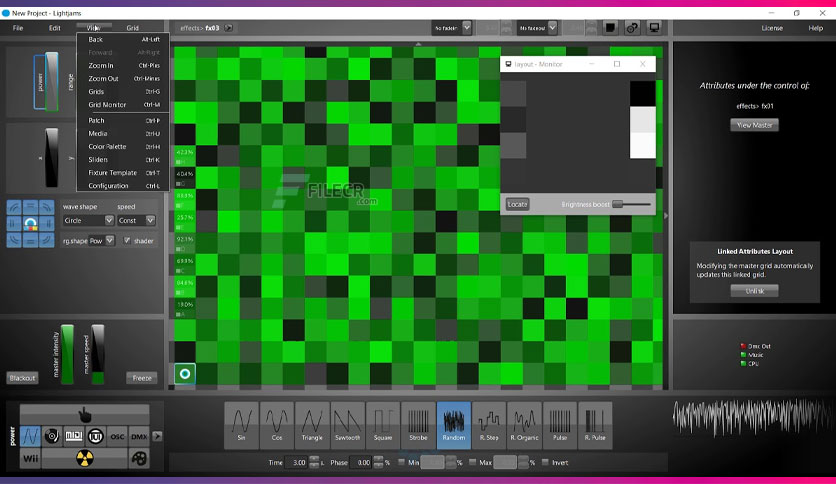 New Project - Lightjams
File Edit View Grid
effects> fx03
No fadeIn
No fadeout
License Help
Back Alt-Left
Forward Alt-Right
Zoom In Ctrl-Plus
Zoom Out Ctrl-Minus
Grids Ctrl-G
Grid Monitor Ctrl-M
Patch Ctrl-P
Media Ctrl-U
Color Palette Ctrl-H
Sliders Ctrl-K
Fixture Template Ctrl-T
Configuration Ctrl-L
power
range
x
y
wave shape speed
Circle Const
rg.shape Pow shader
layout - Monitor
Locate Brightness boost
FILECR
.com
42.3%
H
40.4%
25.7%
92.1%
69.9%
C
84.8%
B
18.0%
A
Attributes under the control of:
effects> fx01
View Master
Linked Attributes Layout
Modifying the master grid automatically
updates this linked grid.
Unlink
master intensity
master speed
Blackout Freeze
Dmx Out
Music
CPU
power
MIDI OSC DMX
Wii
Sin Cos Triangle Sawtooth Square Strobe Random R. Step R. Organic Pulse R. Pulse
Time 3.00 s. Phase 0.00 % Min % Max % Invert